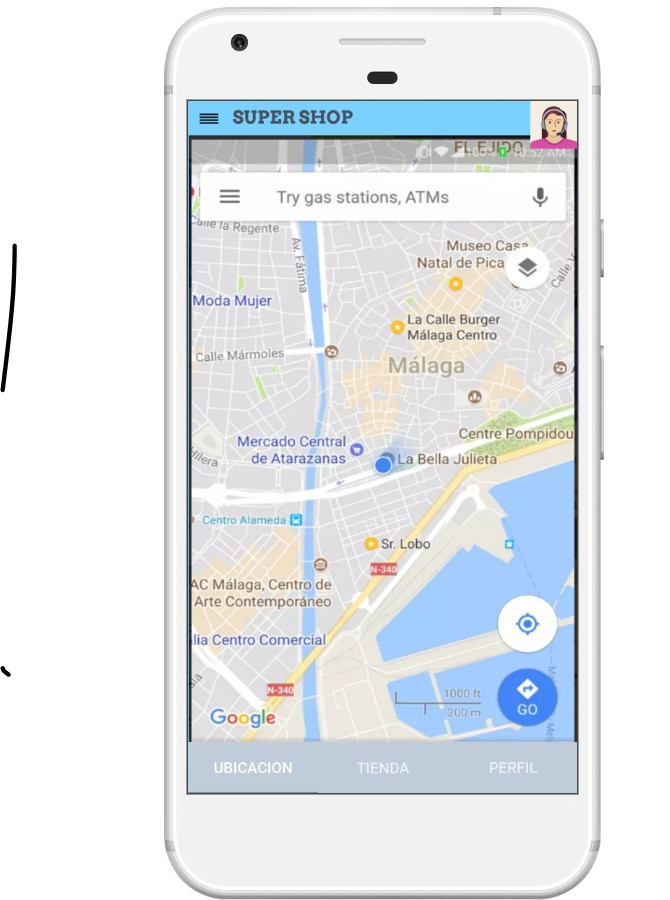 SUPER SHOP
EL EJIDO
10:52 AM
Try gas stations, ATMs
Calle la Regente
Av. Fátima
Museo Casa
Natal de Pica
Calle V
Moda Mujer
La Calle Burger
Málaga Centro
Calle Mármoles
Málaga
Centre Pompidou
Mercado Central
de Atarazanas
La Bella Julieta
dilera
Centro Alameda
Sr. Lobo
N-340
AC Málaga, Centro de
Arte Contemporáneo
lia Centro Comercial
N-340
1000 ft
200 m
GO
Google
UBICACION
TIENDA
PERFIL